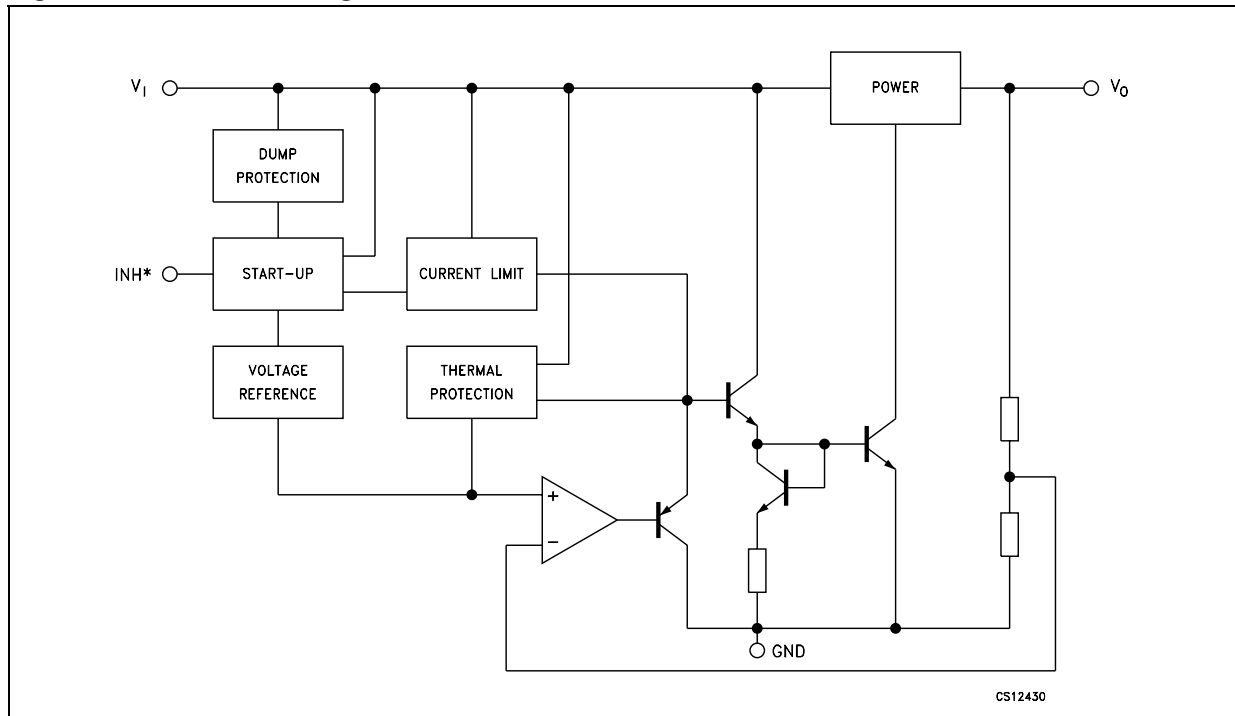 V_I
POWER
V_O
DUMP
PROTECTION
INH*
START-UP
CURRENT LIMIT
VOLTAGE
REFERENCE
THERMAL
PROTECTION
+
−
GND
CS12430